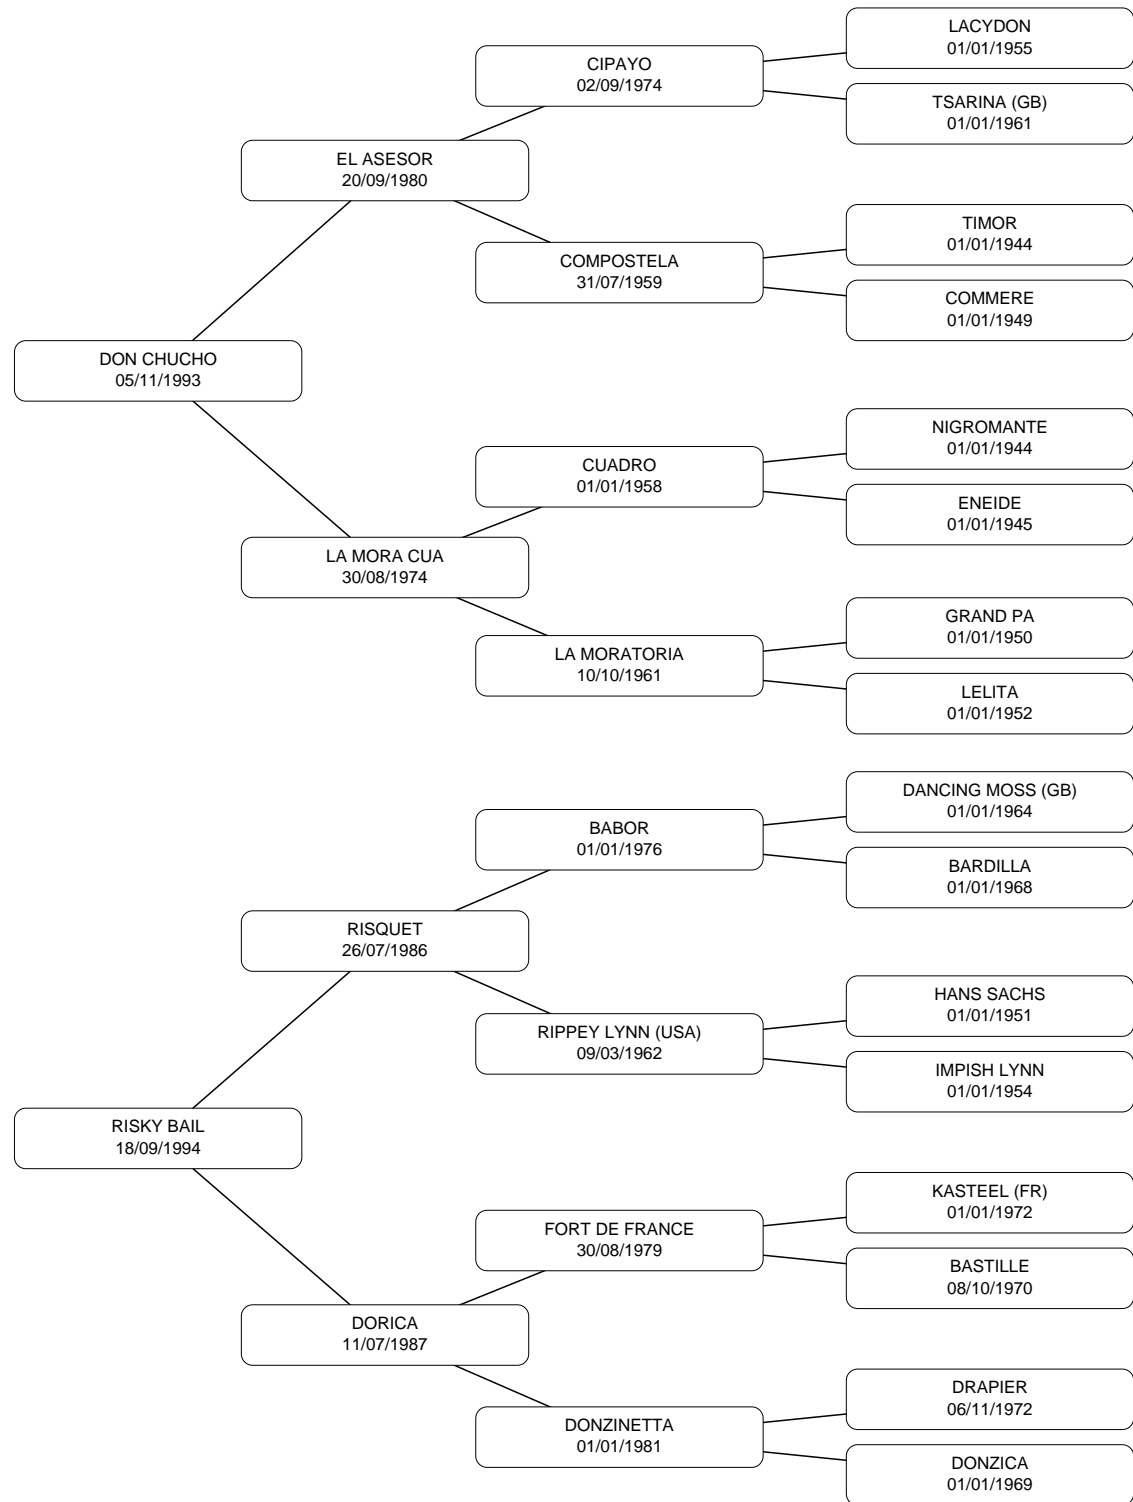 LACYDON
01/01/1955
CIPAYO
02/09/1974
TSARINA (GB)
01/01/1961
EL ASESOR
20/09/1980
TIMOR
01/01/1944
COMPOSTELA
31/07/1959
COMMERE
01/01/1949
DON CHUCHO
05/11/1993
NIGROMANTE
01/01/1944
CUADRO
01/01/1958
ENEIDE
01/01/1945
LA MORA CUA
30/08/1974
GRAND PA
01/01/1950
LA MORATORIA
10/10/1961
LELITA
01/01/1952
DANCING MOSS (GB)
01/01/1964
BABOR
01/01/1976
BARDILLA
01/01/1968
RISQUET
26/07/1986
HANS SACHS
01/01/1951
RIPPEY LYNN (USA)
09/03/1962
IMPISH LYNN
01/01/1954
RISKY BAIL
18/09/1994
KASTEEL (FR)
01/01/1972
FORT DE FRANCE
30/08/1979
BASTILLE
08/10/1970
DORICA
11/07/1987
DRAPIER
06/11/1972
DONZINETTA
01/01/1981
DONZICA
01/01/1969